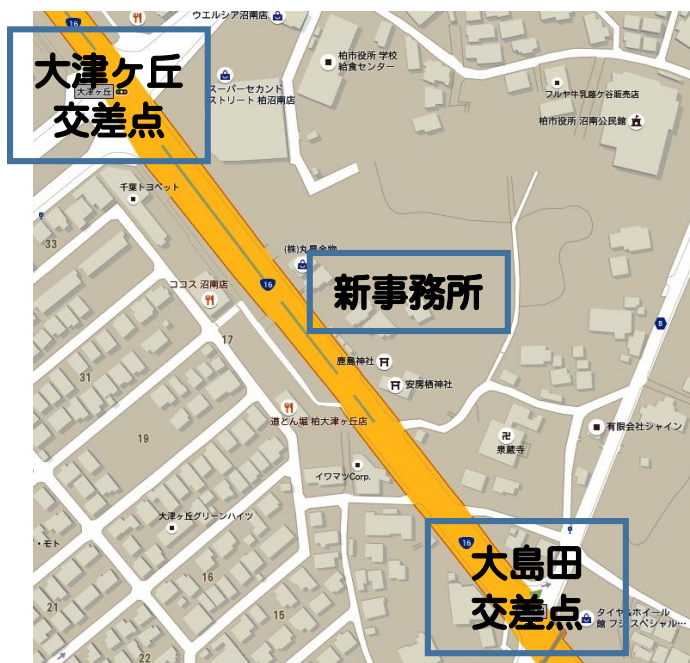 16
ウエルシア沼南店
柏市役所 学校
給食センター
大津ヶ丘
交差点
大津ヶ丘
スーパーセカンド
ストリート 柏沼南店
フルヤ牛乳藤ケ谷販売店
柏市役所 沼南公民館
千葉トヨペット
33
(株)丸屋金物
新事務所
ココス 沼南店
16
17
8
31
鹿島神社
安房栖神社
道とん堀 柏大津ヶ丘店
19
有限会社シャイン
泉蔵寺
イワマツCorp.
大津ヶ丘グリーンハイツ
・モト
16
大島田
交差点
16
タイヤ&ホイール
館 フジ スペシャル…
21
15
22